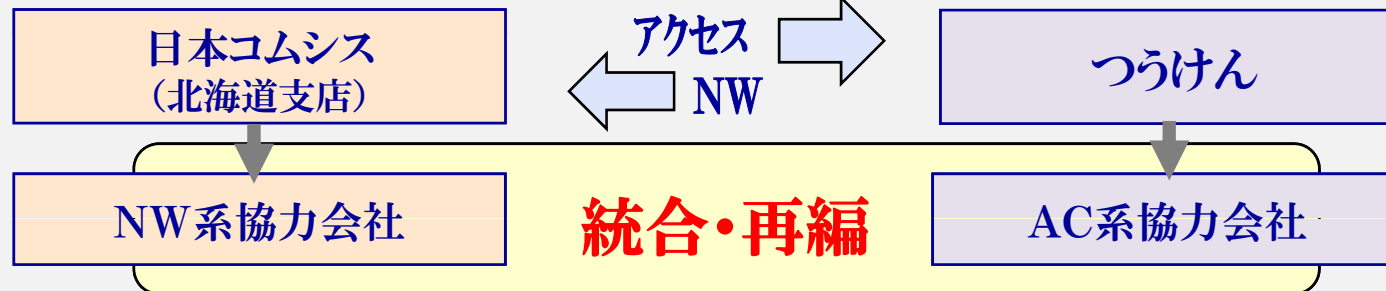 日本コムシス
（北海道支店）
アクセス
NW
つうけん
NW系協力会社
統合・再編
AC系協力会社